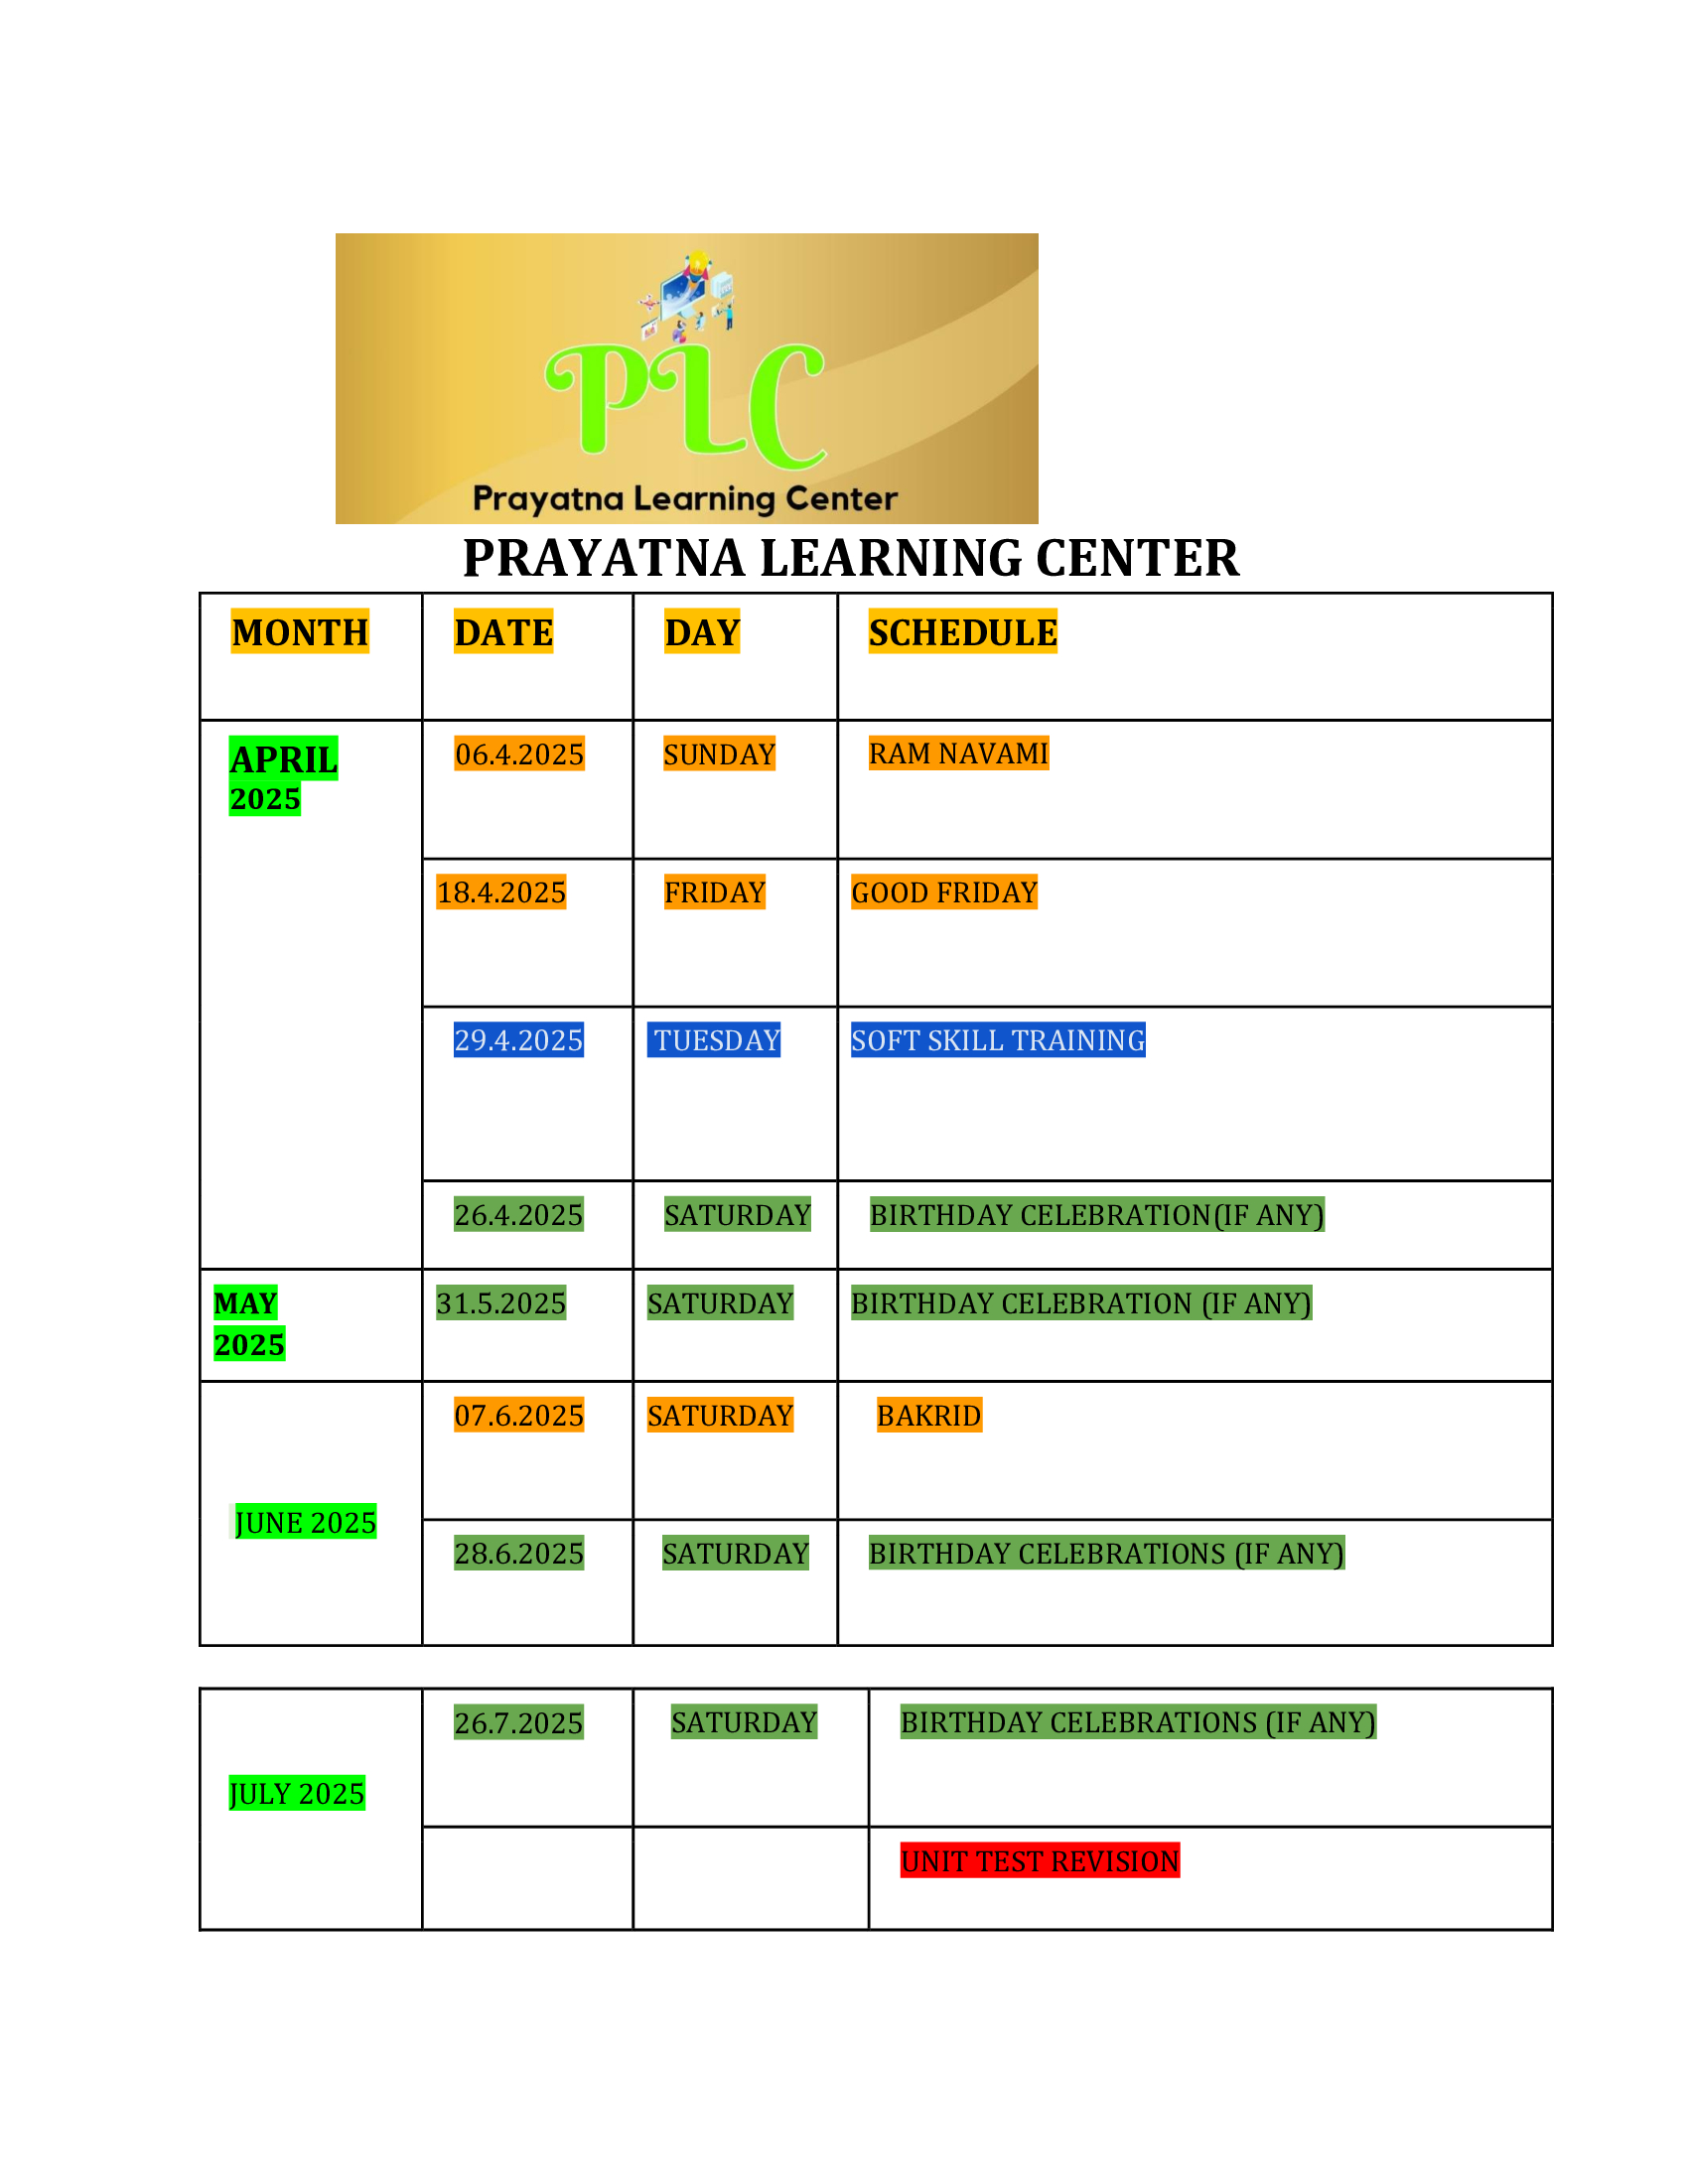 PLC
Prayatna Learning Center
PRAYATNA LEARNING CENTER
MONTH DATE DAY SCHEDULE
APRIL 06.4.2025 SUNDAY RAM NAVAMI
2025
18.4.2025 FRIDAY GOOD FRIDAY
29.4.2025 TUESDAY SOFT SKILL TRAINING
26.4.2025 SATURDAY BIRTHDAY CELEBRATION(IF ANY)
MAY 31.5.2025 SATURDAY BIRTHDAY CELEBRATION (IF ANY)
2025
07.6.2025 SATURDAY BAKRID
JUNE 2025
28.6.2025 SATURDAY BIRTHDAY CELEBRATIONS (IF ANY)
26.7.2025 SATURDAY BIRTHDAY CELEBRATIONS (IF ANY)
JULY 2025
UNIT TEST REVISION